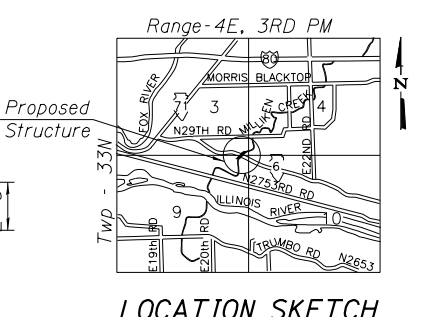 Range-4E, 3RD PM
80
MORRIS BLACKTOP
FOX RIVER
71
3
MILLIKEN CREEK
4
N
Proposed
Structure
N29TH RD
E22ND RD
Twp - 33N
6
N2753RD RD
ILLINOIS RIVER
9
10
E19th RD
E20th RD
TRUMBO RD
N2653
LOCATION SKETCH